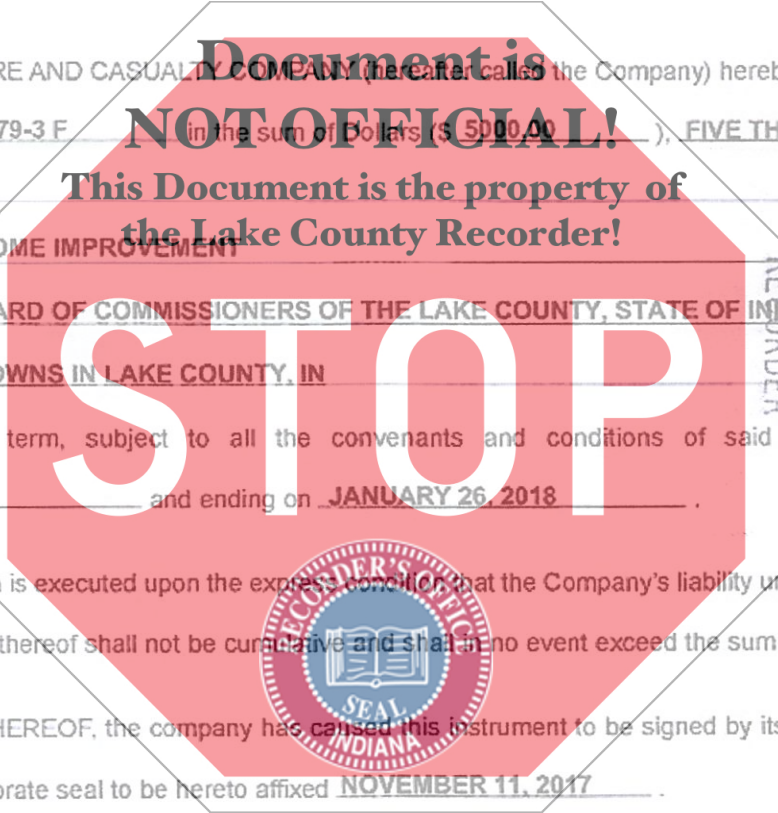 Document is
NOT OFFICIAL!
This Document is the property of
the Lake County Recorder!
STOP
RE AND CASUALTY COMPANY (hereafter called the Company) hereb
79-3 F in the sum of Dollars ($ 5000.00 ), FIVE TH
OME IMPROVEMENT
ARD OF COMMISSIONERS OF THE LAKE COUNTY, STATE OF IN
OWNS IN LAKE COUNTY, IN
term, subject to all the convenants and conditions of said
and ending on JANUARY 26, 2018 .
is executed upon the express condition that the Company's liability un
thereof shall not be cumulative and shall in no event exceed the sum
HEREOF, the company has caused this instrument to be signed by its
orate seal to be hereto affixed NOVEMBER 11, 2017 .
RECORDER
RECORDER'S OFFICE
SEAL
INDIANA